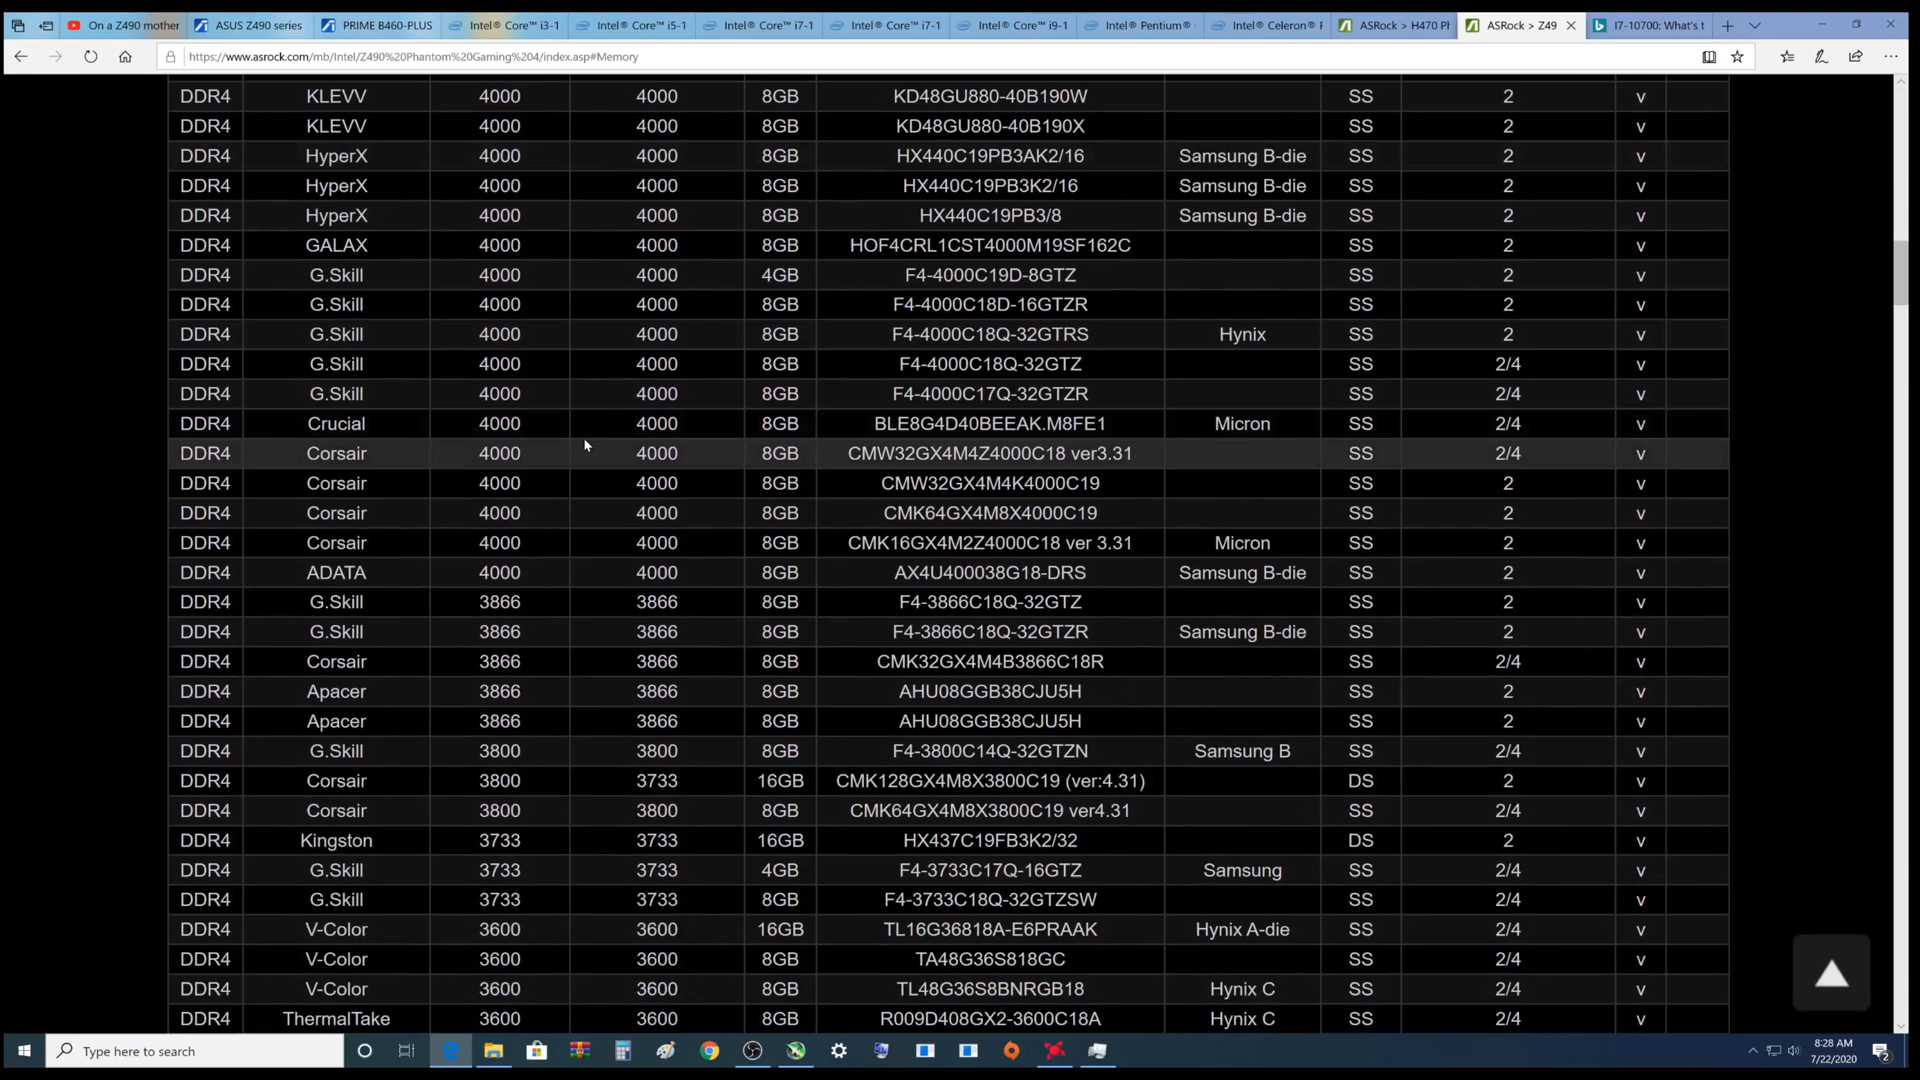 On a Z490 mother
ASUS Z490 series
PRIME B460-PLUS
Intel® Core™ i3-1
Intel® Core™ i5-1
Intel® Core™ i7-1
Intel® Core™ i7-1
Intel® Core™ i9-1
Intel® Pentium®
Intel® Celeron® F
ASRock > H470 Ph
ASRock > Z49
I7-10700: What's t
https://www.asrock.com/mb/Intel/Z490%20Phantom%20Gaming%204/index.asp#Memory
DDR4 KLEVV 4000 4000 8GB KD48GU880-40B190W SS 2 v
DDR4 KLEVV 4000 4000 8GB KD48GU880-40B190X SS 2 v
DDR4 HyperX 4000 4000 8GB HX440C19PB3AK2/16 Samsung B-die SS 2 v
DDR4 HyperX 4000 4000 8GB HX440C19PB3K2/16 Samsung B-die SS 2 v
DDR4 HyperX 4000 4000 8GB HX440C19PB3/8 Samsung B-die SS 2 v
DDR4 GALAX 4000 4000 8GB HOF4CRL1CST4000M19SF162C SS 2 v
DDR4 G.Skill 4000 4000 4GB F4-4000C19D-8GTZ SS 2 v
DDR4 G.Skill 4000 4000 8GB F4-4000C18D-16GTZR SS 2 v
DDR4 G.Skill 4000 4000 8GB F4-4000C18Q-32GTRS Hynix SS 2 v
DDR4 G.Skill 4000 4000 8GB F4-4000C18Q-32GTZ SS 2/4 v
DDR4 G.Skill 4000 4000 8GB F4-4000C17Q-32GTZR SS 2/4 v
DDR4 Crucial 4000 4000 8GB BLE8G4D40BEEAK.M8FE1 Micron SS 2/4 v
DDR4 Corsair 4000 4000 8GB CMW32GX4M4Z4000C18 ver3.31 SS 2/4 v
DDR4 Corsair 4000 4000 8GB CMW32GX4M4K4000C19 SS 2 v
DDR4 Corsair 4000 4000 8GB CMK64GX4M8X4000C19 SS 2 v
DDR4 Corsair 4000 4000 8GB CMK16GX4M2Z4000C18 ver 3.31 Micron SS 2 v
DDR4 ADATA 4000 4000 8GB AX4U400038G18-DRS Samsung B-die SS 2 v
DDR4 G.Skill 3866 3866 8GB F4-3866C18Q-32GTZ SS 2 v
DDR4 G.Skill 3866 3866 8GB F4-3866C18Q-32GTZR Samsung B-die SS 2 v
DDR4 Corsair 3866 3866 8GB CMK32GX4M4B3866C18R SS 2/4 v
DDR4 Apacer 3866 3866 8GB AHU08GGB38CJU5H SS 2 v
DDR4 Apacer 3866 3866 8GB AHU08GGB38CJU5H SS 2 v
DDR4 G.Skill 3800 3800 8GB F4-3800C14Q-32GTZN Samsung B SS 2/4 v
DDR4 Corsair 3800 3733 16GB CMK128GX4M8X3800C19 (ver:4.31) DS 2 v
DDR4 Corsair 3800 3800 8GB CMK64GX4M8X3800C19 ver4.31 SS 2/4 v
DDR4 Kingston 3733 3733 16GB HX437C19FB3K2/32 DS 2 v
DDR4 G.Skill 3733 3733 4GB F4-3733C17Q-16GTZ Samsung SS 2/4 v
DDR4 G.Skill 3733 3733 8GB F4-3733C18Q-32GTZSW SS 2/4 v
DDR4 V-Color 3600 3600 16GB TL16G36818A-E6PRAAK Hynix A-die SS 2/4 v
DDR4 V-Color 3600 3600 8GB TA48G36S818GC SS 2/4 v
DDR4 V-Color 3600 3600 8GB TL48G36S8BNRGB18 Hynix C SS 2/4 v
DDR4 ThermalTake 3600 3600 8GB R009D408GX2-3600C18A Hynix C SS 2/4 v
Type here to search
8:28 AM
7/22/2020
2